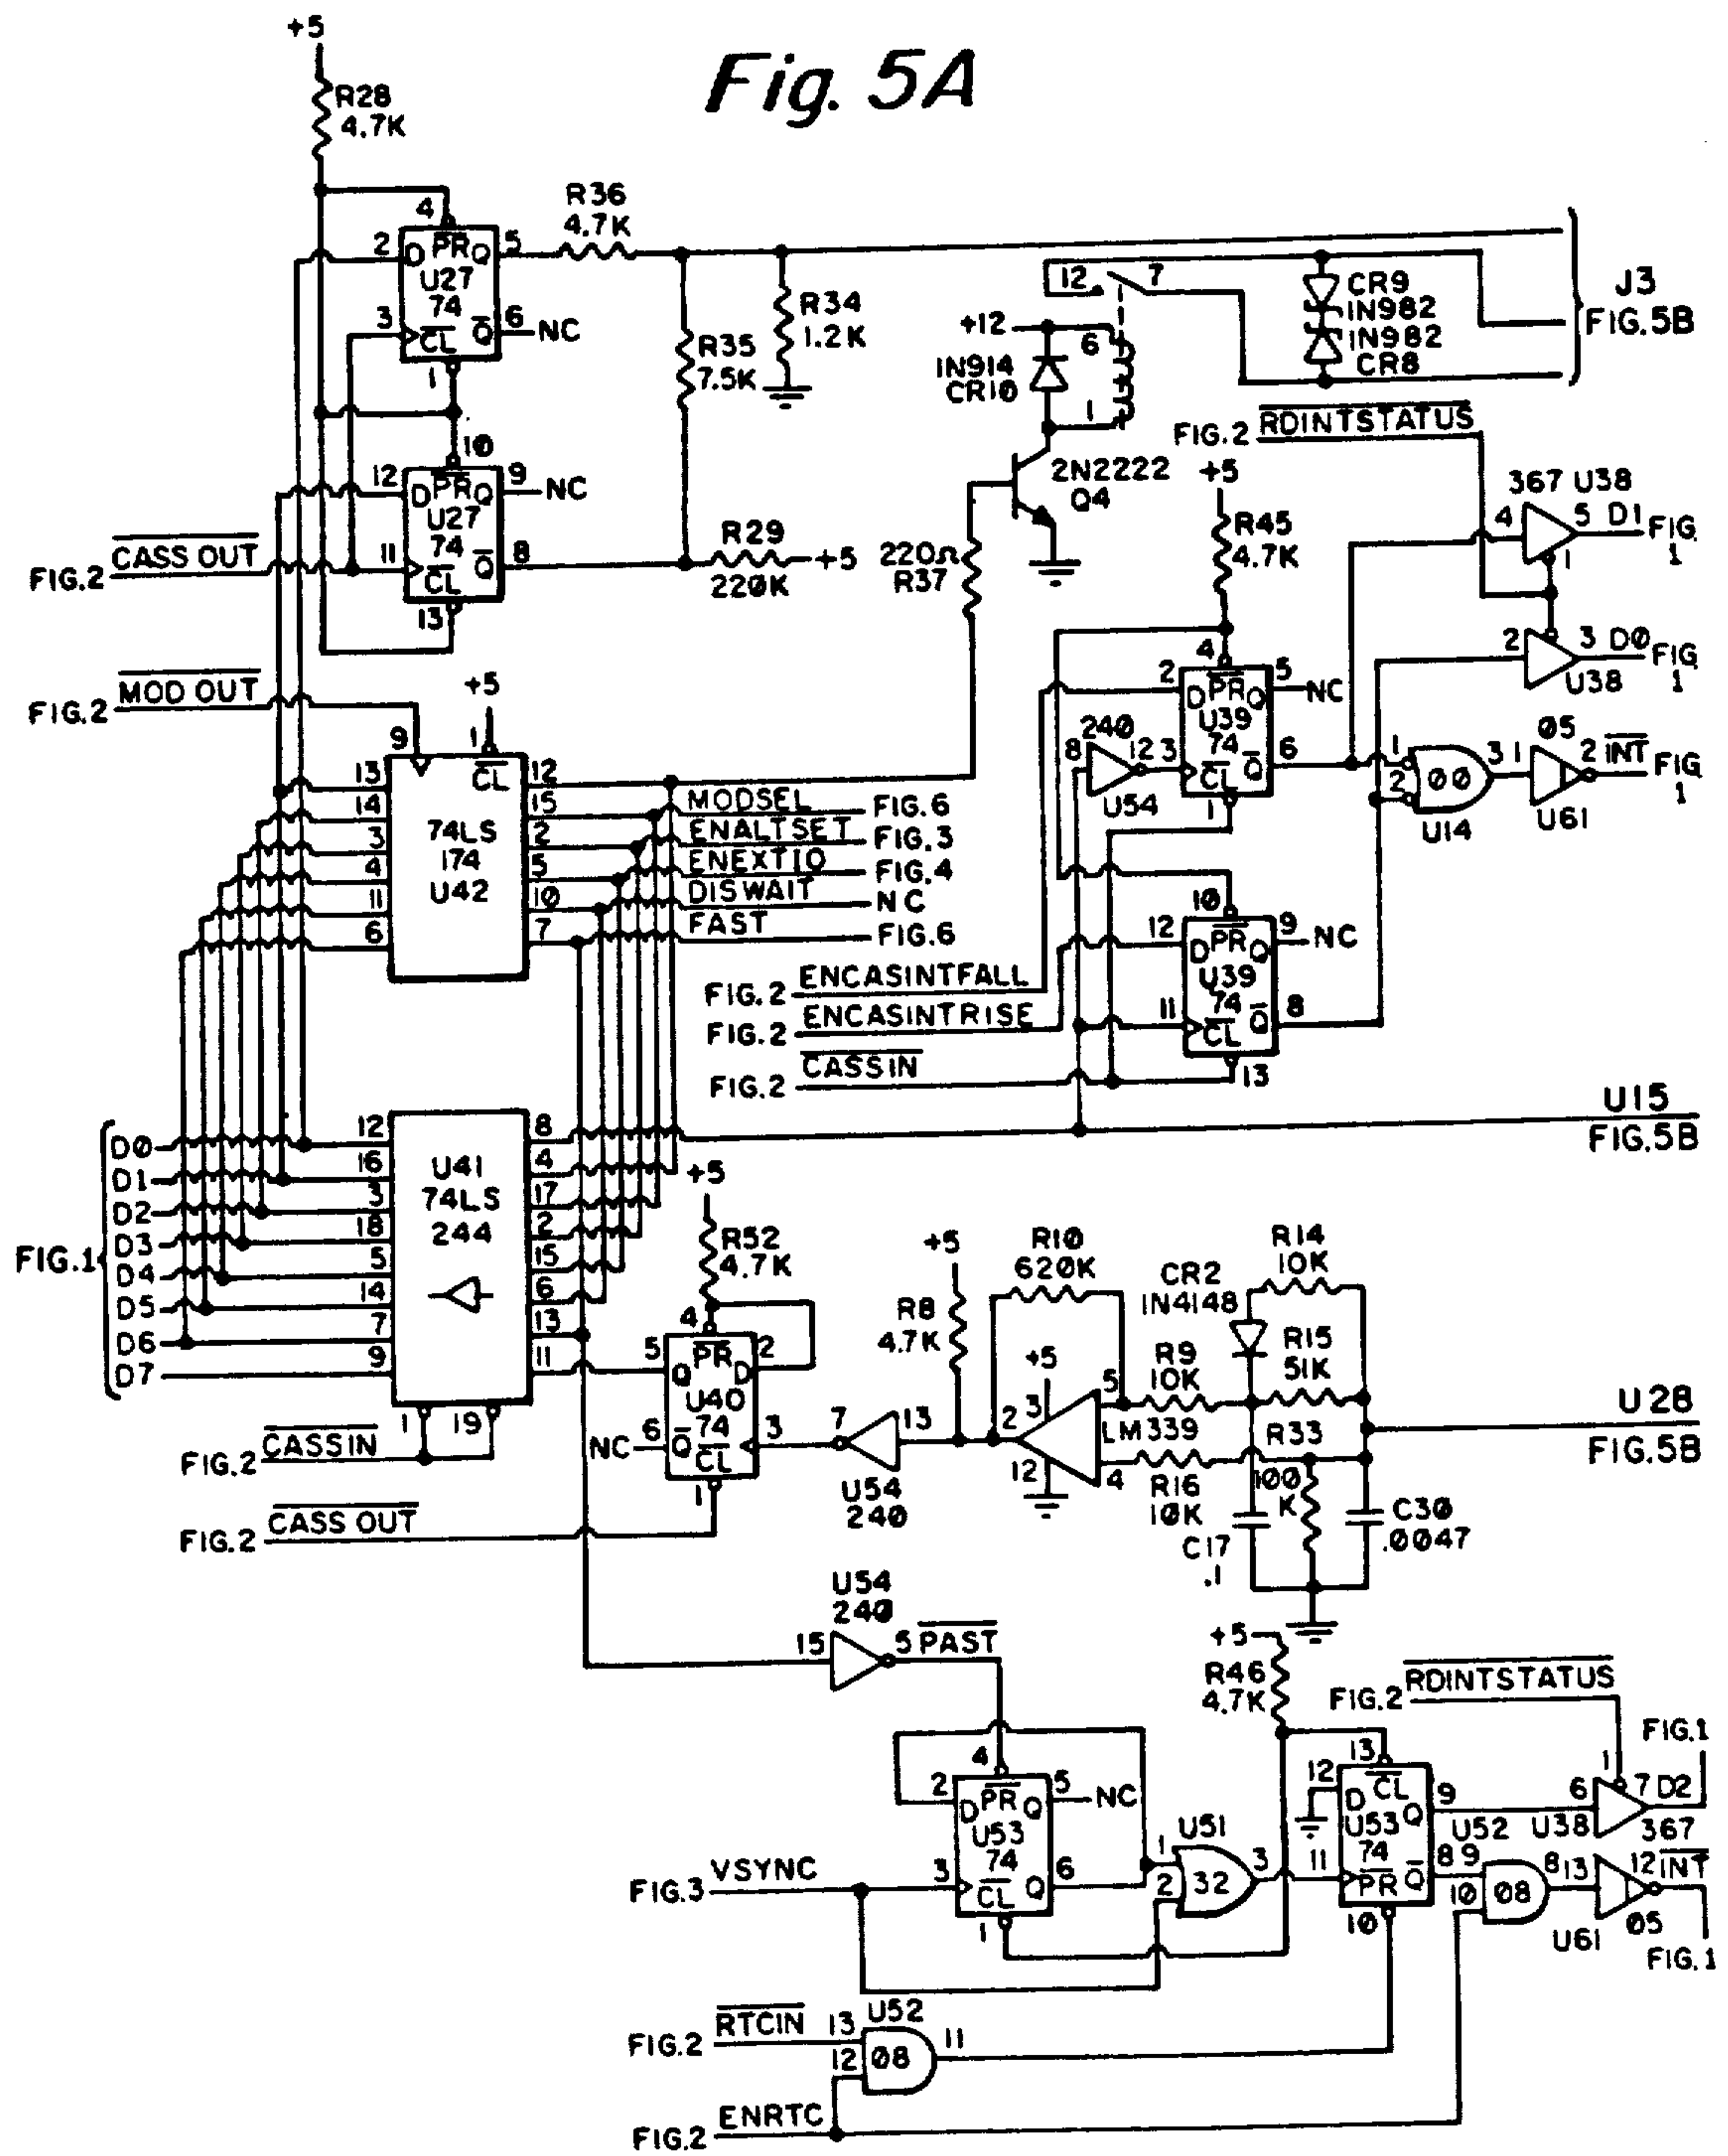 Fig. 5A
+5
R28
4.7K
R36
4.7K
4
2 D PR Q 5
U27
74
3 CL Q 6 NC
1
R35
7.5K
R34
1.2K
+12
12 7
6
1N914
CR10
1
CR9
1N982
1N982
CR8
J3
FIG.5B
10
12 D PR Q 9 NC
U27
74
11 CL Q 8
13
FIG.2 CASS OUT
R29
220K
+5
2N2222
Q4
220Ω
R37
FIG.2 RDINTSTATUS
+5
R45
4.7K
367 U38
4 5 D1 FIG. 1
1
2 3 D0 FIG 1
U38
FIG.2 MOD OUT
+5
9 1
CL
13 12
14 15 MODSEL FIG.6
3 2 ENALTSET FIG.3
4 5 ENEXTIO FIG.4
11 10 DISWAIT NC
6 7 FAST FIG.6
74LS
174
U42
4
2 D PR Q 5 NC
U39
74
240
8 12 3 CL Q 6
U54
1
1
2
00
3 1
U14
05
2 INT FIG 1
U61
10
12 D PR Q 9 NC
U39
74
11 CL Q 8
13
FIG.2 ENCASINTFALL
FIG.2 ENCASINTRISE
FIG.2 CASSIN
U15
FIG.5B
FIG.1
D0 12 8
D1 16 4
D2 3 17
D3 18 2
D4 5 15
D5 14 6
D6 7 13
D7 9 11
U41
74LS
244
1 19
FIG.2 CASSIN
+5
R52
4.7K
4
5 Q PR D 2
U40
74
NC 6 Q CL 3
1
FIG.2 CASS OUT
7 13
U54
240
+5
R8
4.7K
R10
620K
+5
3
2
12
5
4
LM339
R9
10K
R16
10K
CR2
1N4148
R14
10K
R15
51K
R33
100
K
C17
.1
C30
.0047
U28
FIG.5B
U54
240
15 5 PAST
+5
R46
4.7K
FIG.2 RDINTSTATUS
4
2 D PR Q 5 NC
U53
74
FIG.3 VSYNC 3 CL Q 6
1
U51
1
2
32
3
13
12 D CL Q 9
U53
74
11 PR Q 8
10
U52
9
10
08
8 13
U61
12 INT
05
FIG.1
1
6 7 D2
U38 367
FIG.1
FIG.2 RTCIN 13
U52
12 08 11
FIG.2 ENRTC